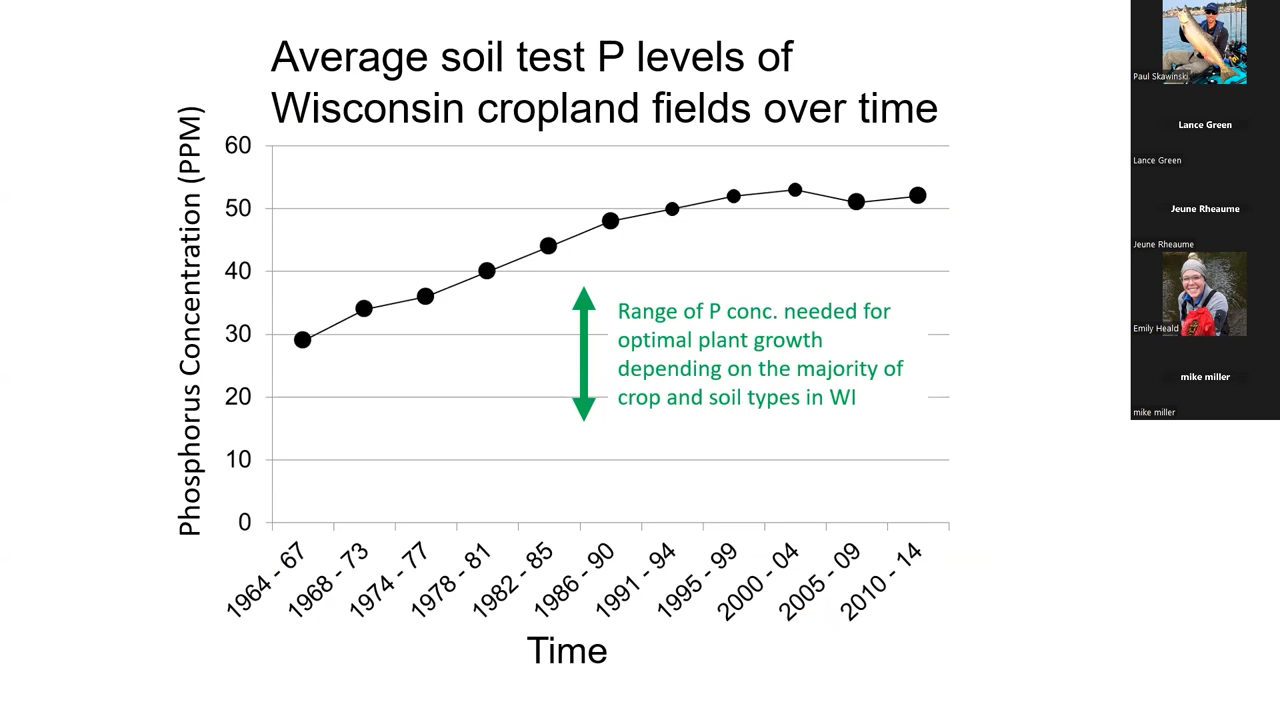 Average soil test P levels of
Wisconsin cropland fields over time
Phosphorus Concentration (PPM)
60
50
40
30
20
10
0
Range of P conc. needed for
optimal plant growth
depending on the majority of
crop and soil types in WI
1964 - 67
1968 - 73
1974 - 77
1978 - 81
1982 - 85
1986 - 90
1991 - 94
1995 - 99
2000 - 04
2005 - 09
2010 - 14
Time
Paul Skawinski
Lance Green
Lance Green
Jeune Rheaume
Jeune Rheaume
Emily Heald
mike miller
mike miller